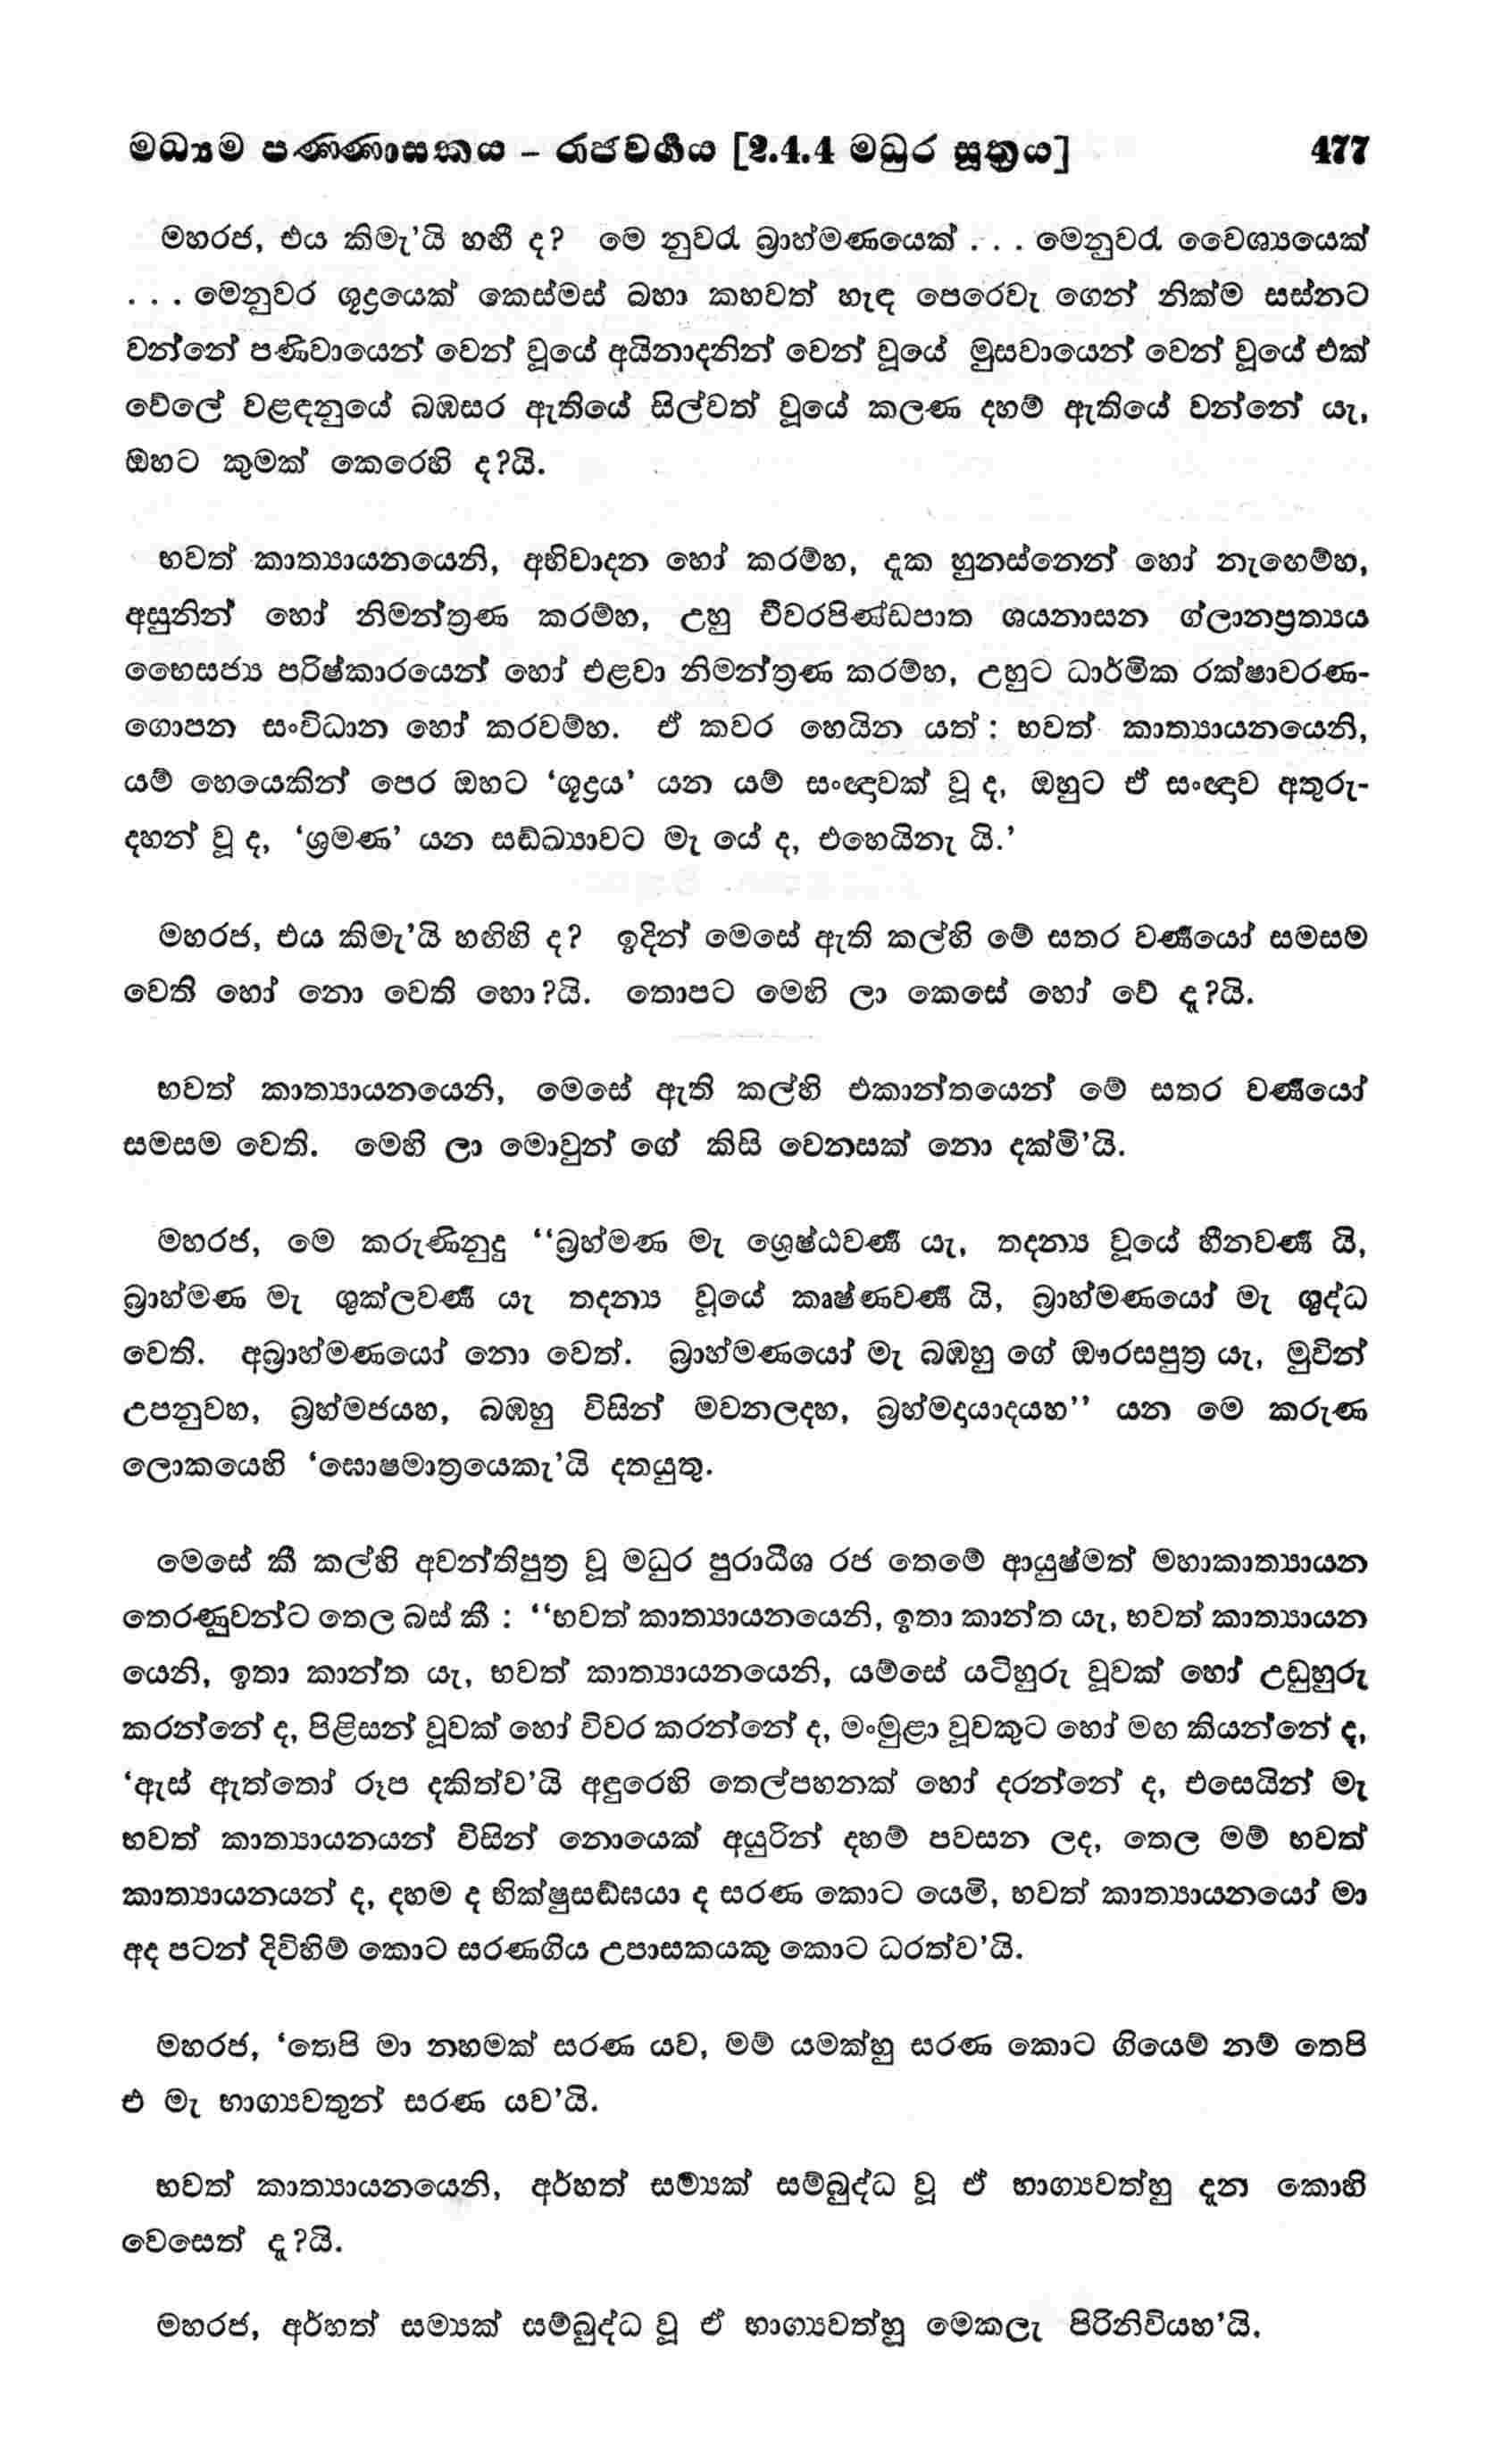 මධ්‍යම පණ්ණාසකය – රාජවර්‍ගය [2.4.4 මධුර සූත්‍රය] 477
මහරජ, එය කිමැ’යි හඟී ද? මෙ නුවරැ බ්‍රාහ්මණයෙක් . . . මෙනුවරැ වෛශ්‍යයෙක්
. . . මෙනුවර ශූද්‍රයෙක් කෙස්මස් බහා කහවත් හැඳ පෙරෙවැ ගෙන් නික්ම සස්නට
වන්නේ පණිවායෙන් වෙන් වූයේ අයිනාදනින් වෙන් වූයේ මුසවායෙන් වෙන් වූයේ එක්
වේලේ වළඳනුයේ බඹසර ඇතියේ සිල්වත් වූයේ කලණ දහම් ඇතියේ වන්නේ යැ,
ඔහට කුමක් කෙරෙහි ද?යි.
භවත් කාත්‍යායනයෙනි, අභිවාදන හෝ කරම්හ, දැක හුනස්නෙන් හෝ නැඟෙම්හ,
අසුනින් හෝ නිමන්ත්‍රණ කරම්හ, උහු චීවරපිණ්ඩපාත ශයනාසන ග්ලානප්‍රත්‍යය
භෛසජ්‍ය පරිෂ්කාරයෙන් හෝ එළවා නිමන්ත්‍රණ කරම්හ, උහුට ධාර්මික රක්ෂාවරණ-
ගොපන සංවිධාන හෝ කරවම්හ. ඒ කවර හෙයින යත් : භවත් කාත්‍යායනයෙනි,
යම් හෙයෙකින් පෙර ඔහට ‘ශූද්‍රය’ යන යම් සංඥාවක් වූ ද, ඔහුට ඒ සංඥාව අතුරු-
දහන් වූ ද, ‘ශ්‍රමණ’ යන සඞ්ඛ්‍යාවට මැ යේ ද, එහෙයිනැ යි.’
මහරජ, එය කිමැ’යි හඟිහි ද? ඉදින් මෙසේ ඇති කල්හි මේ සතර වර්‍ණයෝ සමසම
වෙති හෝ නො වෙති හො?යි. තොපට මෙහි ලා කෙසේ හෝ වේ දැ?යි.
භවත් කාත්‍යායනයෙනි, මෙසේ ඇති කල්හි එකාන්තයෙන් මේ සතර වර්‍ණයෝ
සමසම වෙති. මෙහි ලා මොවුන් ගේ කිසි වෙනසක් නො දක්මි’යි.
මහරජ, මෙ කරුණිනුදු “බ්‍රහ්මණ මැ ශ්‍රෙෂ්ඨවර්‍ණ යැ, තදන්‍ය වූයේ හීනවර්‍ණ යි,
බ්‍රාහ්මණ මැ ශුක්ලවර්‍ණ යැ තදන්‍ය වූයේ කෘෂ්ණවර්‍ණ යි, බ්‍රාහ්මණයෝ මැ ශුද්ධ
වෙති. අබ්‍රාහ්මණයෝ නො වෙත්. බ්‍රාහ්මණයෝ මැ බඹහු ගේ ඖරසපුත්‍ර යැ, මුවින්
උපනුවහ, බ්‍රහ්මජයහ, බඹහු විසින් මවනලදහ, බ්‍රහ්මදායාදයහ” යන මෙ කරුණ
ලොකයෙහි ‘ඝොෂමාත්‍රයෙකැ’යි දතයුතු.
මෙසේ කී කල්හි අවන්තිපුත්‍ර වූ මධුර පුරාධීශ රජ තෙමේ ආයුෂ්මත් මහාකාත්‍යායන
තෙරණුවන්ට තෙල බස් කී : “භවත් කාත්‍යායනයෙනි, ඉතා කාන්ත යැ, භවත් කාත්‍යායන
යෙනි, ඉතා කාන්ත යැ, භවත් කාත්‍යායනයෙනි, යම්සේ යටිහුරු වූවක් හෝ උඩුහුරු
කරන්නේ ද, පිළිසන් වූවක් හෝ විවර කරන්නේ ද, මංමුළා වූවකුට හෝ මඟ කියන්නේ ද,
‘ඇස් ඇත්තෝ රූප දකිත්ව’යි අඳුරෙහි තෙල්පහනක් හෝ දරන්නේ ද, එසෙයින් මැ
භවත් කාත්‍යායනයන් විසින් නොයෙක් අයුරින් දහම් පවසන ලද, තෙල මම් භවත්
කාත්‍යායනයන් ද, දහම ද භික්ෂුසඞ්ඝයා ද සරණ කොට යෙමි, භවත් කාත්‍යායනයෝ මා
අද පටන් දිවිහිම් කොට සරණගිය උපාසකයකු කොට ධරත්ව’යි.
මහරජ, ‘තෙපි මා නහමක් සරණ යව, මම් යමක්හු සරණ කොට ගියෙම් නම් තෙපි
එ මැ භාග්‍යවතුන් සරණ යව’යි.
භවත් කාත්‍යායනයෙනි, අර්හත් සම්‍යක් සම්බුද්ධ වූ ඒ භාග්‍යවත්හු දැන කොහි
වෙසෙත් දැ?යි.
මහරජ, අර්හත් සම්‍යක් සම්බුද්ධ වූ ඒ භාග්‍යවත්හු මෙකලැ පිරිනිවියහ’යි.